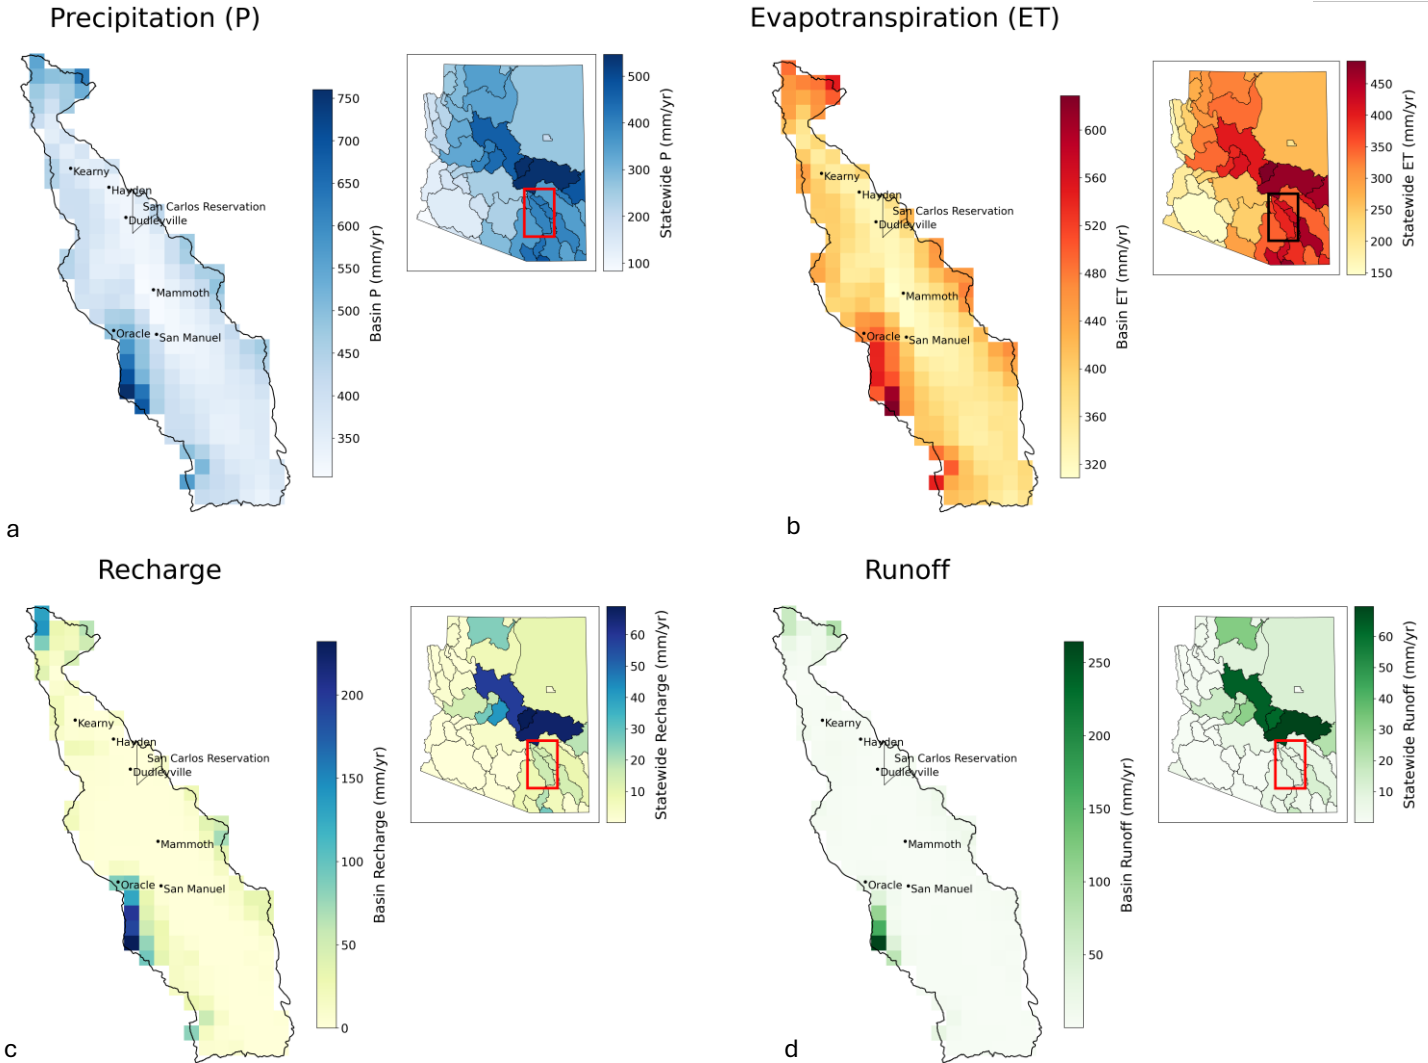 Precipitation (P)
Kearny
Hayden
San Carlos Reservation
Dudleyville
Mammoth
Oracle
San Manuel
750
700
650
600
550
500
450
400
350
Basin P (mm/yr)
500
400
300
200
100
Statewide P (mm/yr)
a
Evapotranspiration (ET)
Kearny
Hayden
San Carlos Reservation
Dudleyville
Mammoth
Oracle
San Manuel
600
560
520
480
440
400
360
320
Basin ET (mm/yr)
450
400
350
300
250
200
150
Statewide ET (mm/yr)
b
Recharge
Kearny
Hayden
San Carlos Reservation
Dudleyville
Mammoth
Oracle
San Manuel
200
150
100
50
0
Basin Recharge (mm/yr)
60
50
40
30
20
10
Statewide Recharge (mm/yr)
c
Runoff
Kearny
Hayden
San Carlos Reservation
Dudleyville
Mammoth
Oracle
San Manuel
250
200
150
100
50
Basin Runoff (mm/yr)
60
50
40
30
20
10
Statewide Runoff (mm/yr)
d